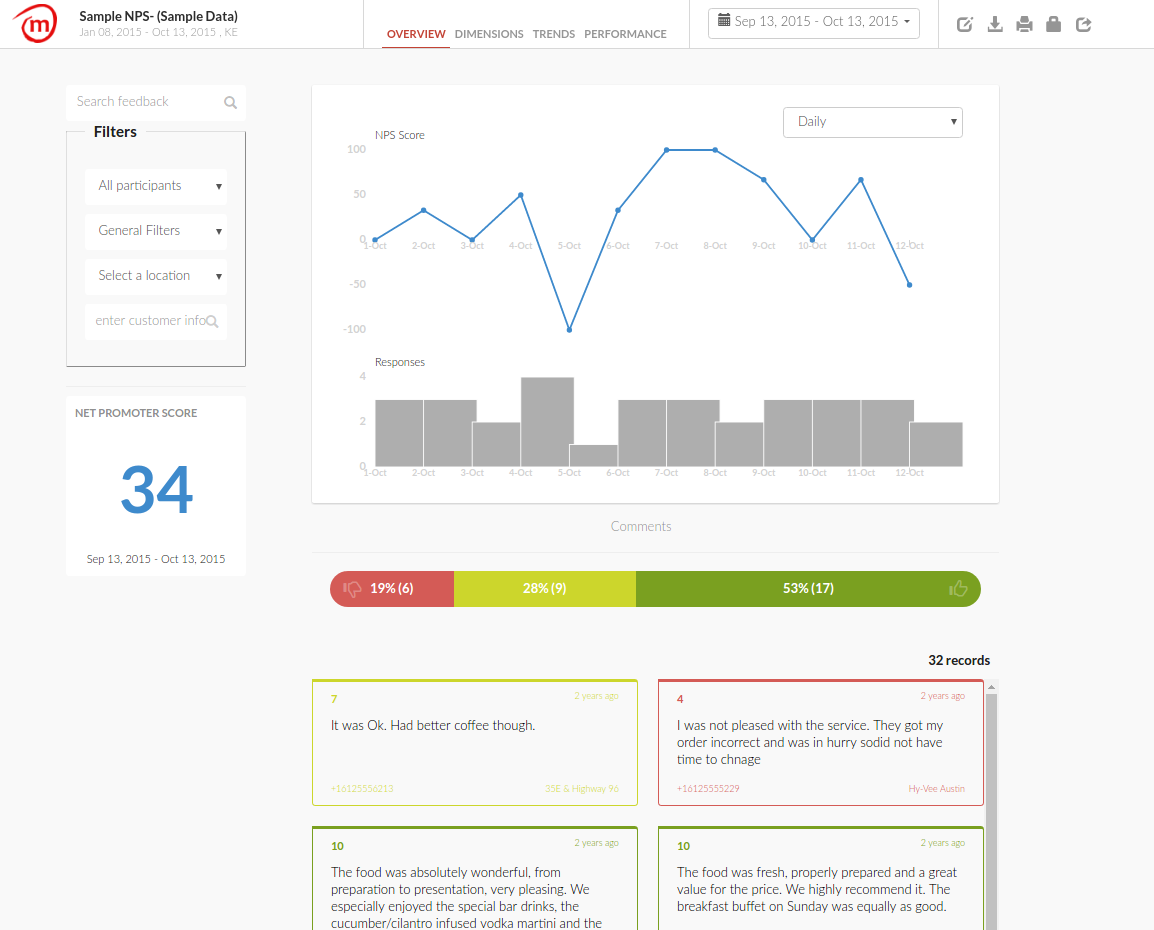 m
Sample NPS- (Sample Data)
Jan 08, 2015 - Oct 13, 2015 , KE
OVERVIEW DIMENSIONS TRENDS PERFORMANCE
Sep 13, 2015 - Oct 13, 2015
Search feedback
Filters
All participants
General Filters
Select a location
enter customer info
NET PROMOTER SCORE
34
Sep 13, 2015 - Oct 13, 2015
Daily
NPS Score
100
50
0
-50
-100
1-Oct 2-Oct 3-Oct 4-Oct 5-Oct 6-Oct 7-Oct 8-Oct 9-Oct 10-Oct 11-Oct 12-Oct
Responses
4
2
0
1-Oct 2-Oct 3-Oct 4-Oct 5-Oct 6-Oct 7-Oct 8-Oct 9-Oct 10-Oct 11-Oct 12-Oct
Comments
19% (6) 28% (9) 53% (17)
32 records
7 2 years ago
It was Ok. Had better coffee though.
+16125556213 35E & Highway 96
4 2 years ago
I was not pleased with the service. They got my
order incorrect and was in hurry sodid not have
time to chnage
+16125555229 Hy-Vee Austin
10 2 years ago
The food was absolutely wonderful, from
preparation to presentation, very pleasing. We
especially enjoyed the special bar drinks, the
cucumber/cilantro infused vodka martini and the
10 2 years ago
The food was fresh, properly prepared and a great
value for the price. We highly recommend it. The
breakfast buffet on Sunday was equally as good.